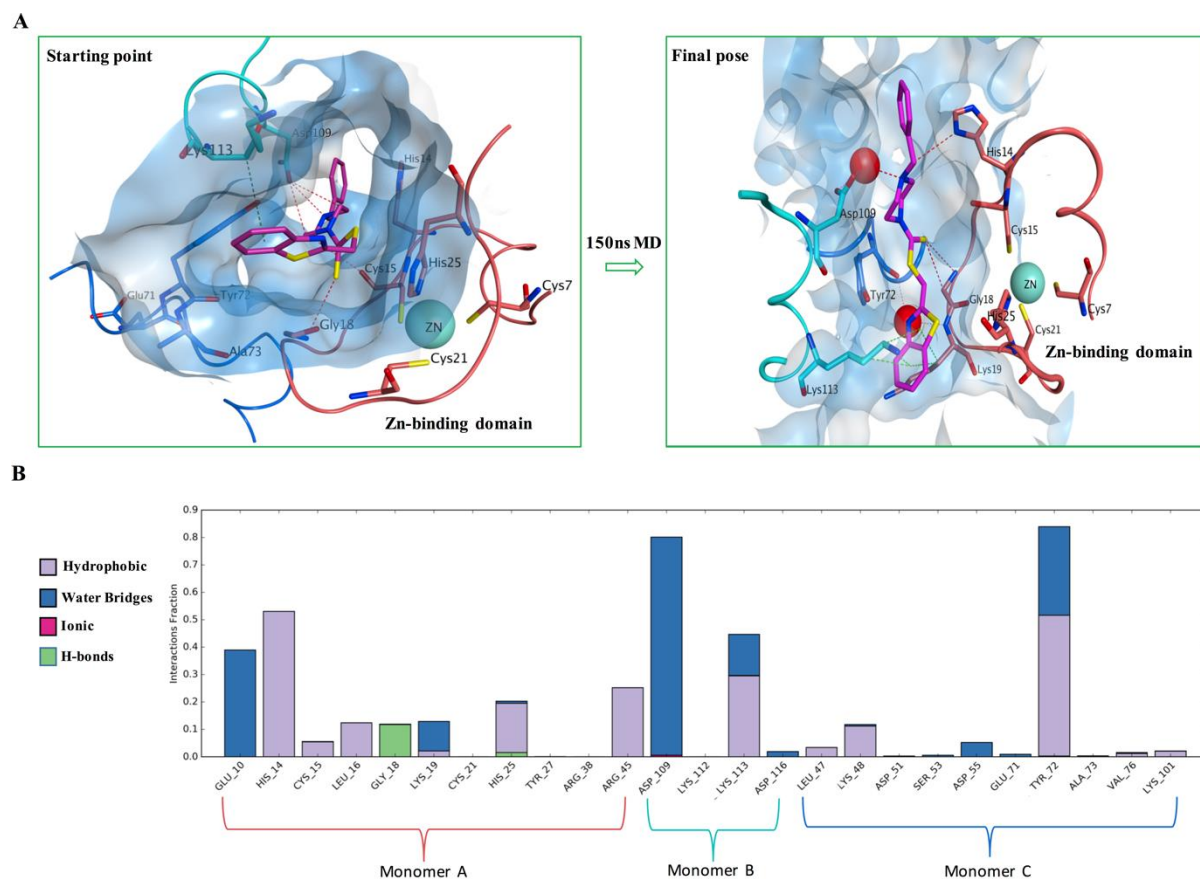 A
Starting point
Lys113
Asp109
His14
Glu71
Tyr72
Cys15
His25
Cys7
Gly18
ZN
Ala73
Cys21
Zn-binding domain
150ns MD
Final pose
His14
Asp109
Cys15
Tyr72
ZN
Gly18
Cys7
His25
Cys21
Zn-binding domain
Lys19
Lys113
B
Hydrophobic
Water Bridges
Ionic
H-bonds
Interactions Fraction
0.9
0.8
0.7
0.6
0.5
0.4
0.3
0.2
0.1
0.0
GLU_10
HIS_14
CYS_15
LEU_16
GLY_18
LYS_19
CYS_21
HIS_25
TYR_27
ARG_38
ARG_45
ASP_109
LYS_112
LYS_113
ASP_116
LEU_47
LYS_48
ASP_51
SER_53
ASP_55
GLU_71
TYR_72
ALA_73
VAL_76
LYS_101
Monomer A
Monomer B
Monomer C